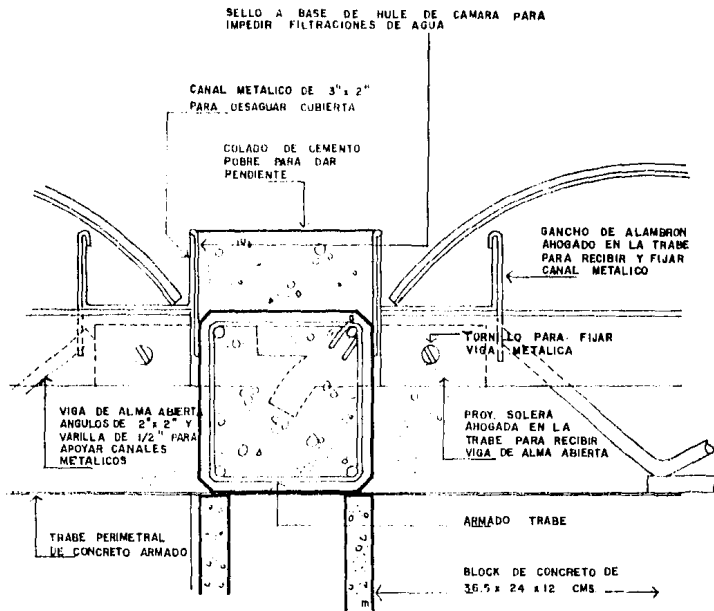 SELLO A BASE DE HULE DE CAMARA PARA
IMPEDIR FILTRACIONES DE AGUA
CANAL METALICO DE 3" x 2"
PARA DESAGUAR CUBIERTA
COLADO DE CEMENTO
POBRE PARA DAR
PENDIENTE
GANCHO DE ALAMBRON
AHOGADO EN LA TRABE
PARA RECIBIR Y FIJAR
CANAL METALICO
TORNILLO PARA FIJAR
VIGA METALICA
VIGA DE ALMA ABIERTA
ANGULOS DE 2" x 2" Y
VARILLA DE 1/2" PARA
APOYAR CANALES
METALICOS
PROY. SOLERA
AHOGADA EN LA
TRABE PARA RECIBIR
VIGA DE ALMA ABIERTA
TRABE PERIMETRAL
DE CONCRETO ARMADO
ARMADO TRABE
BLOCK DE CONCRETO DE
36.5 x 24 x 12 CMS.